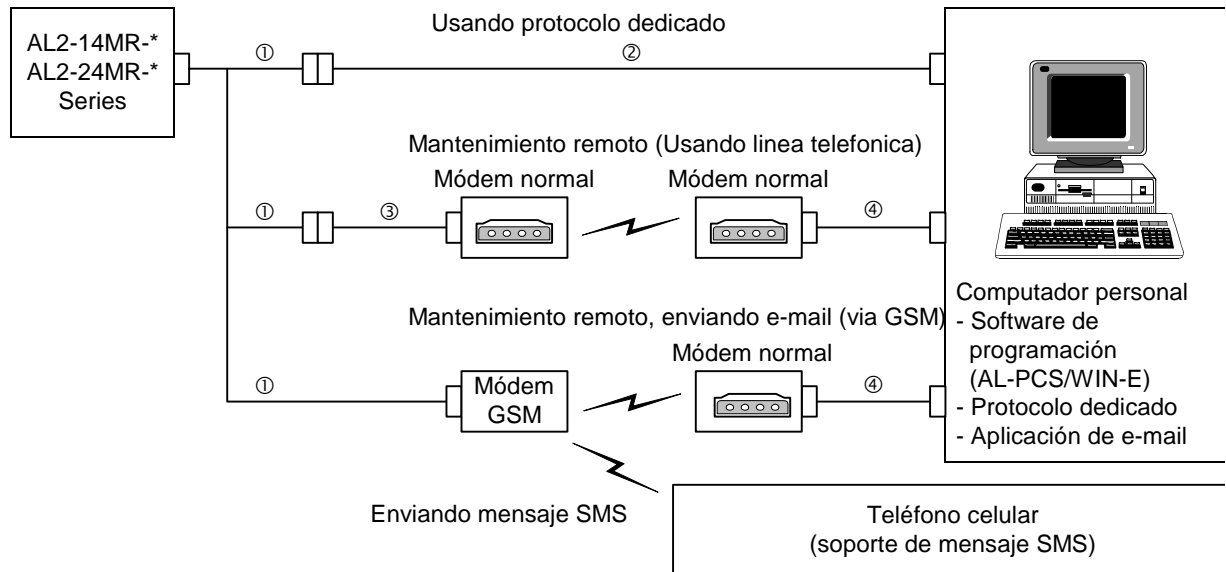 AL2-14MR-*
AL2-24MR-*
Series
Usando protocolo dedicado
①
②
Mantenimiento remoto (Usando linea telefonica)
Módem normal
Módem normal
①
③
④
Mantenimiento remoto, enviando e-mail (via GSM)
Módem normal
①
Módem
GSM
④
Computador personal
- Software de
programación
(AL-PCS/WIN-E)
- Protocolo dedicado
- Aplicación de e-mail
Enviando mensaje SMS
Teléfono celular
(soporte de mensaje SMS)